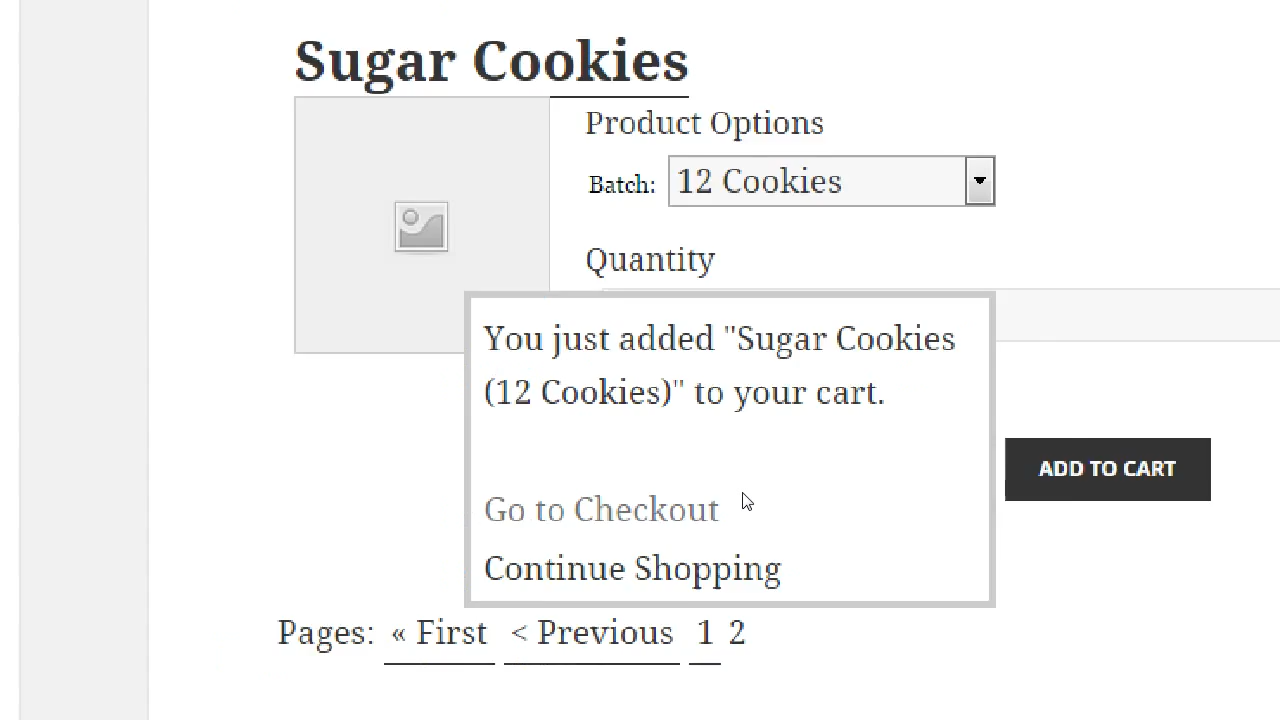 Sugar Cookies
Product Options
Batch: 12 Cookies
Quantity
You just added "Sugar Cookies
(12 Cookies)" to your cart.
ADD TO CART
Go to Checkout
Continue Shopping
Pages: « First < Previous 1 2